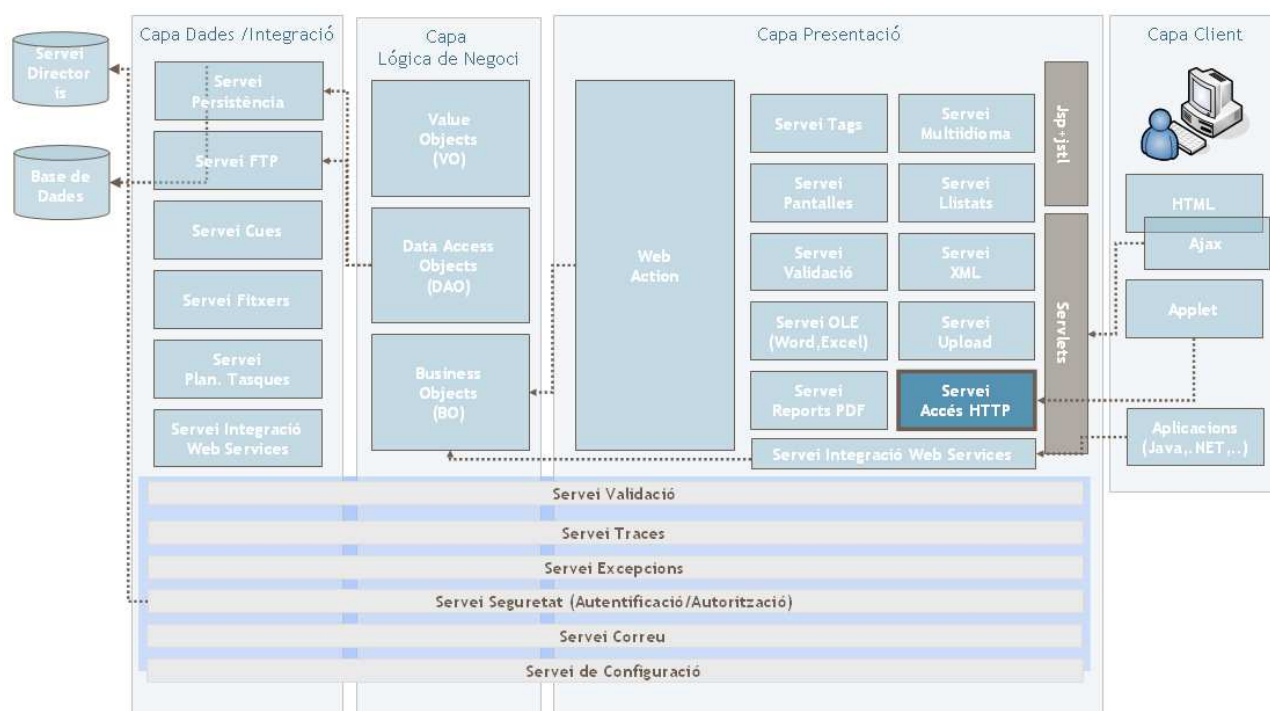 Capa Dades /Integració
Capa
Lógica de Negoci
Capa Presentació
Capa Client
Servei
Director
is
Base de
Dades
Servei
Persistència
Servei FTP
Servei Cues
Servei Fitxers
Servei
Plan. Tasques
Servei Integració
Web Services
Value
Objects
(VO)
Data Access
Objects
(DAO)
Business
Objects
(BO)
Web
Action
Servei Tags
Servei
Multiidioma
Servei
Pantalles
Servei
Llistats
Servei
Validació
Servei
XML
Servei OLE
(Word,Excel)
Servei
Upload
Servei
Reports PDF
Servei
Accés HTTP
Servei Integració Web Services
Jsp+jstl
Servlets
HTML
Ajax
Applet
Aplicacions
(Java,.NET,..)
Servei Validació
Servei Traces
Servei Excepcions
Servei Seguretat (Autentificació/Autorització)
Servei Correu
Servei de Configuració